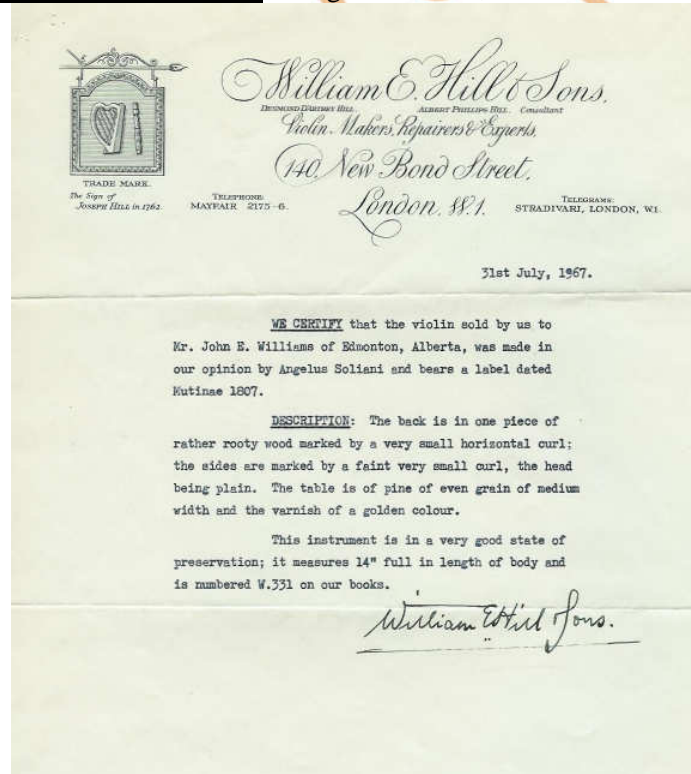 William E. Hill & Sons.
DESMOND D'ARTREY HILL. ALBERT PHILLIPS HILL. Consultant
Violin Makers, Repairers & Experts,
140, New Bond Street,
London, W.1.
TRADE MARK.
The Sign of
JOSEPH HILL in 1762.
TELEPHONE:
MAYFAIR 2175-6.
TELEGRAMS:
STRADIVARI, LONDON, W.1.
31st July, 1967.
WE CERTIFY that the violin sold by us to
Mr. John E. Williams of Edmonton, Alberta, was made in
our opinion by Angelus Soliani and bears a label dated
Mutinae 1807.
DESCRIPTION: The back is in one piece of
rather rooty wood marked by a very small horizontal curl;
the sides are marked by a faint very small curl, the head
being plain. The table is of pine of even grain of medium
width and the varnish of a golden colour.
This instrument is in a very good state of
preservation; it measures 14" full in length of body and
is numbered W.331 on our books.
William E Hill & Sons.